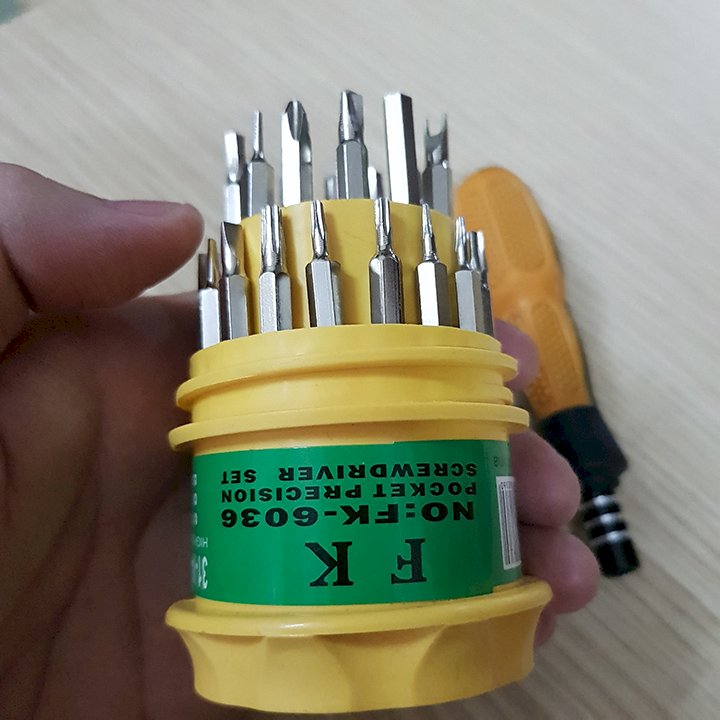 F K
NO:FK-6036
POCKET PRECISION
SCREWDRIVER SET